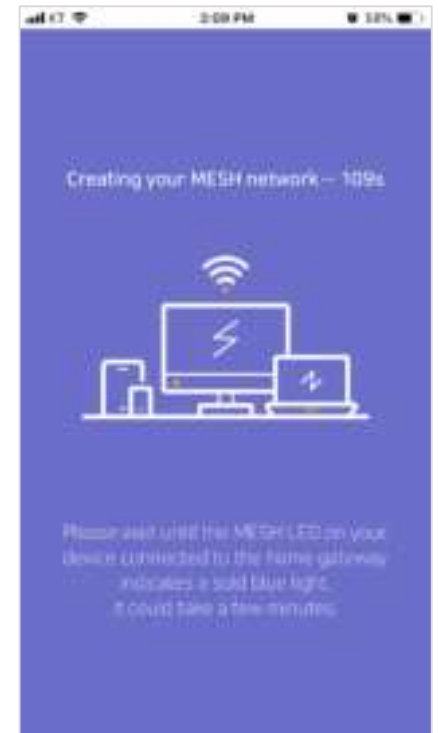 KT 2:09 PM
Creating your MESH network — 109s
Please wait until the MESH LED on your
device connected to the home gateway
indicates a solid blue light.
It could take a few minutes.